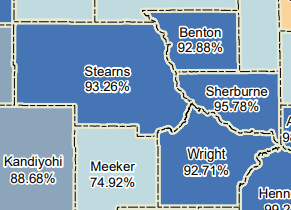 Benton
92.88%
Stearns
93.26%
Sherburne
95.78%
Kandiyohi
88.68%
Meeker
74.92%
Wright
92.71%